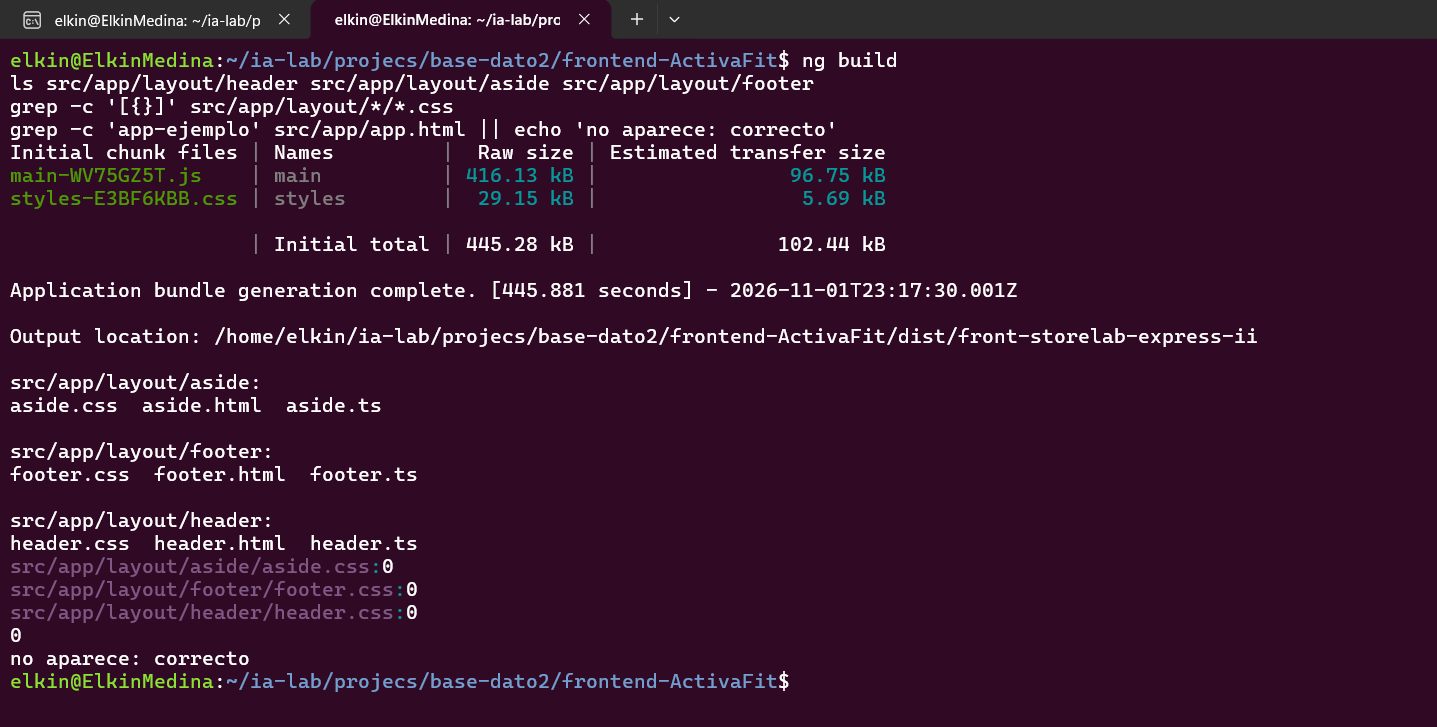 elkin@ElkinMedina: ~/ia-lab/p
elkin@ElkinMedina: ~/ia-lab/pro
elkin@ElkinMedina:~/ia-lab/projecs/base-dato2/frontend-ActivaFit$ ng build
ls src/app/layout/header src/app/layout/aside src/app/layout/footer
grep -c '[{}]' src/app/layout/*/*.css
grep -c 'app-ejemplo' src/app/app.html || echo 'no aparece: correcto'
Initial chunk files | Names         |  Raw size | Estimated transfer size
main-WV75GZ5T.js    | main          | 416.13 kB |                96.75 kB
styles-E3BF6KBB.css | styles        |  29.15 kB |                 5.69 kB
                    | Initial total | 445.28 kB |               102.44 kB
Application bundle generation complete. [445.881 seconds] - 2026-11-01T23:17:30.001Z
Output location: /home/elkin/ia-lab/projecs/base-dato2/frontend-ActivaFit/dist/front-storelab-express-ii
src/app/layout/aside:
aside.css  aside.html  aside.ts
src/app/layout/footer:
footer.css  footer.html  footer.ts
src/app/layout/header:
header.css  header.html  header.ts
src/app/layout/aside/aside.css:0
src/app/layout/footer/footer.css:0
src/app/layout/header/header.css:0
0
no aparece: correcto
elkin@ElkinMedina:~/ia-lab/projecs/base-dato2/frontend-ActivaFit$